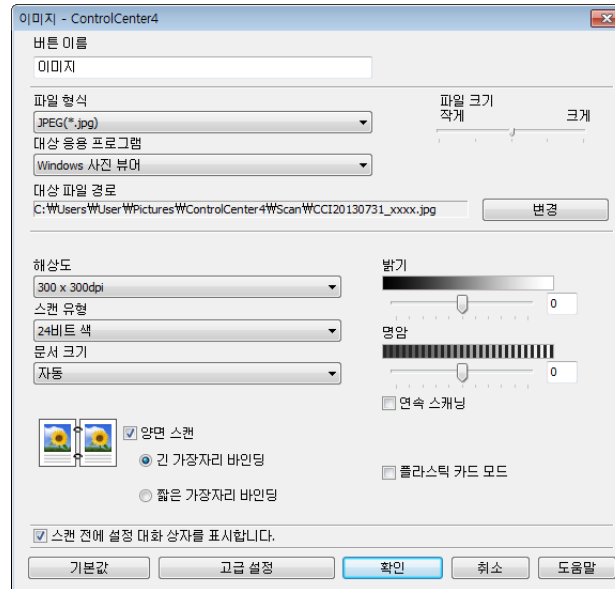 이미지 - ControlCenter4
버튼 이름
이미지
파일 형식
파일 크기
JPEG(*.jpg)
작게
크게
대상 응용 프로그램
Windows 사진 뷰어
대상 파일 경로
C:₩Users₩User₩Pictures₩ControlCenter4₩Scan₩CCI20130731_xxxx.jpg
변경
해상도
밝기
300 x 300dpi
0
스캔 유형
24비트 색
명암
문서 크기
자동
0
연속 스캐닝
양면 스캔
긴 가장자리 바인딩
플라스틱 카드 모드
짧은 가장자리 바인딩
스캔 전에 설정 대화 상자를 표시합니다.
기본값
고급 설정
확인
취소
도움말